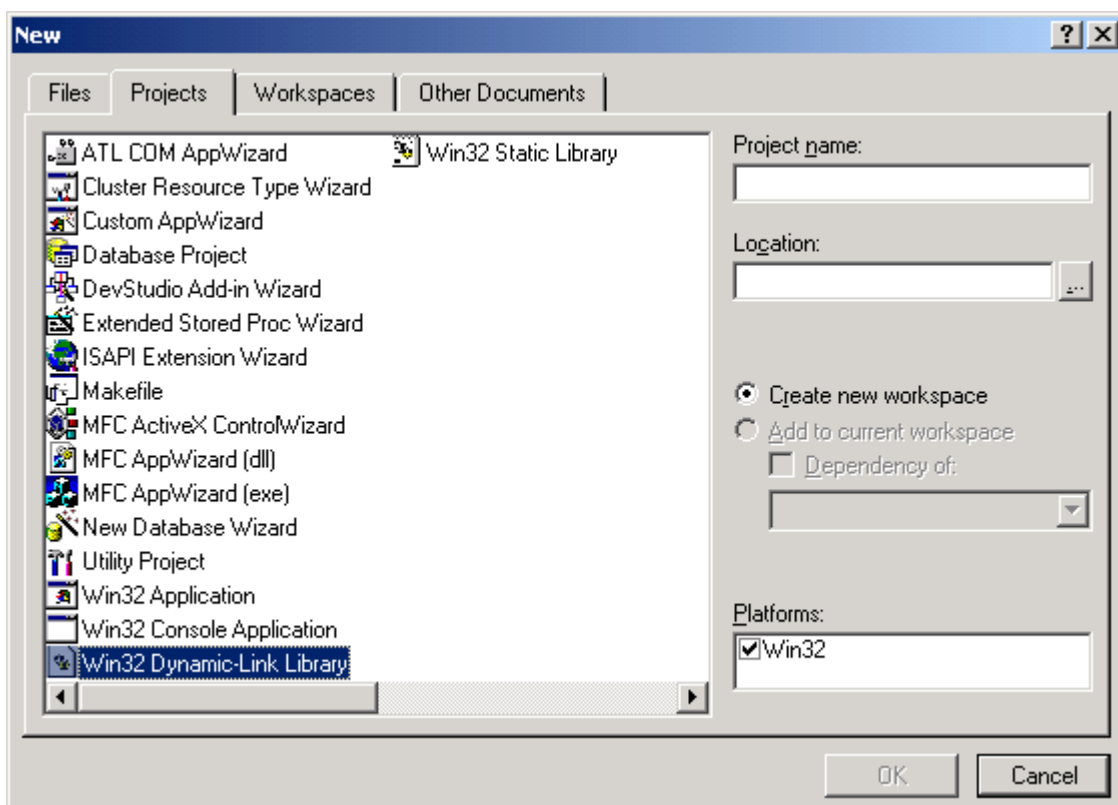 New
Files Projects Workspaces Other Documents
ATL COM AppWizard
Cluster Resource Type Wizard
Custom AppWizard
Database Project
DevStudio Add-in Wizard
Extended Stored Proc Wizard
ISAPI Extension Wizard
Makefile
MFC ActiveX ControlWizard
MFC AppWizard (dll)
MFC AppWizard (exe)
New Database Wizard
Utility Project
Win32 Application
Win32 Console Application
Win32 Dynamic-Link Library
Win32 Static Library
Project name:
Location:
...
Create new workspace
Add to current workspace
Dependency of:
Platforms:
Win32
OK Cancel